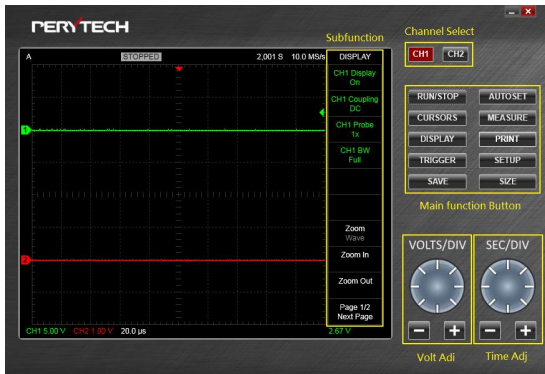 PERYTECH
Subfunction
Channel Select
A STOPPED 2,001 S 10.0 MS/s DISPLAY
CH1 CH2
CH1 Display
On
CH1 Coupling
DC
CH1 Probe
1x
CH1 BW
Full
RUN/STOP AUTOSET
CURSORS MEASURE
DISPLAY PRINT
TRIGGER SETUP
SAVE SIZE
Main function Button
1
2
Zoom
Wave
Zoom In
Zoom Out
Page 1/2
Next Page
VOLTS/DIV SEC/DIV
CH1 5.00 V CH2 1.00 V 20.0 µs 2.67 V
Volt Adj Time Adj